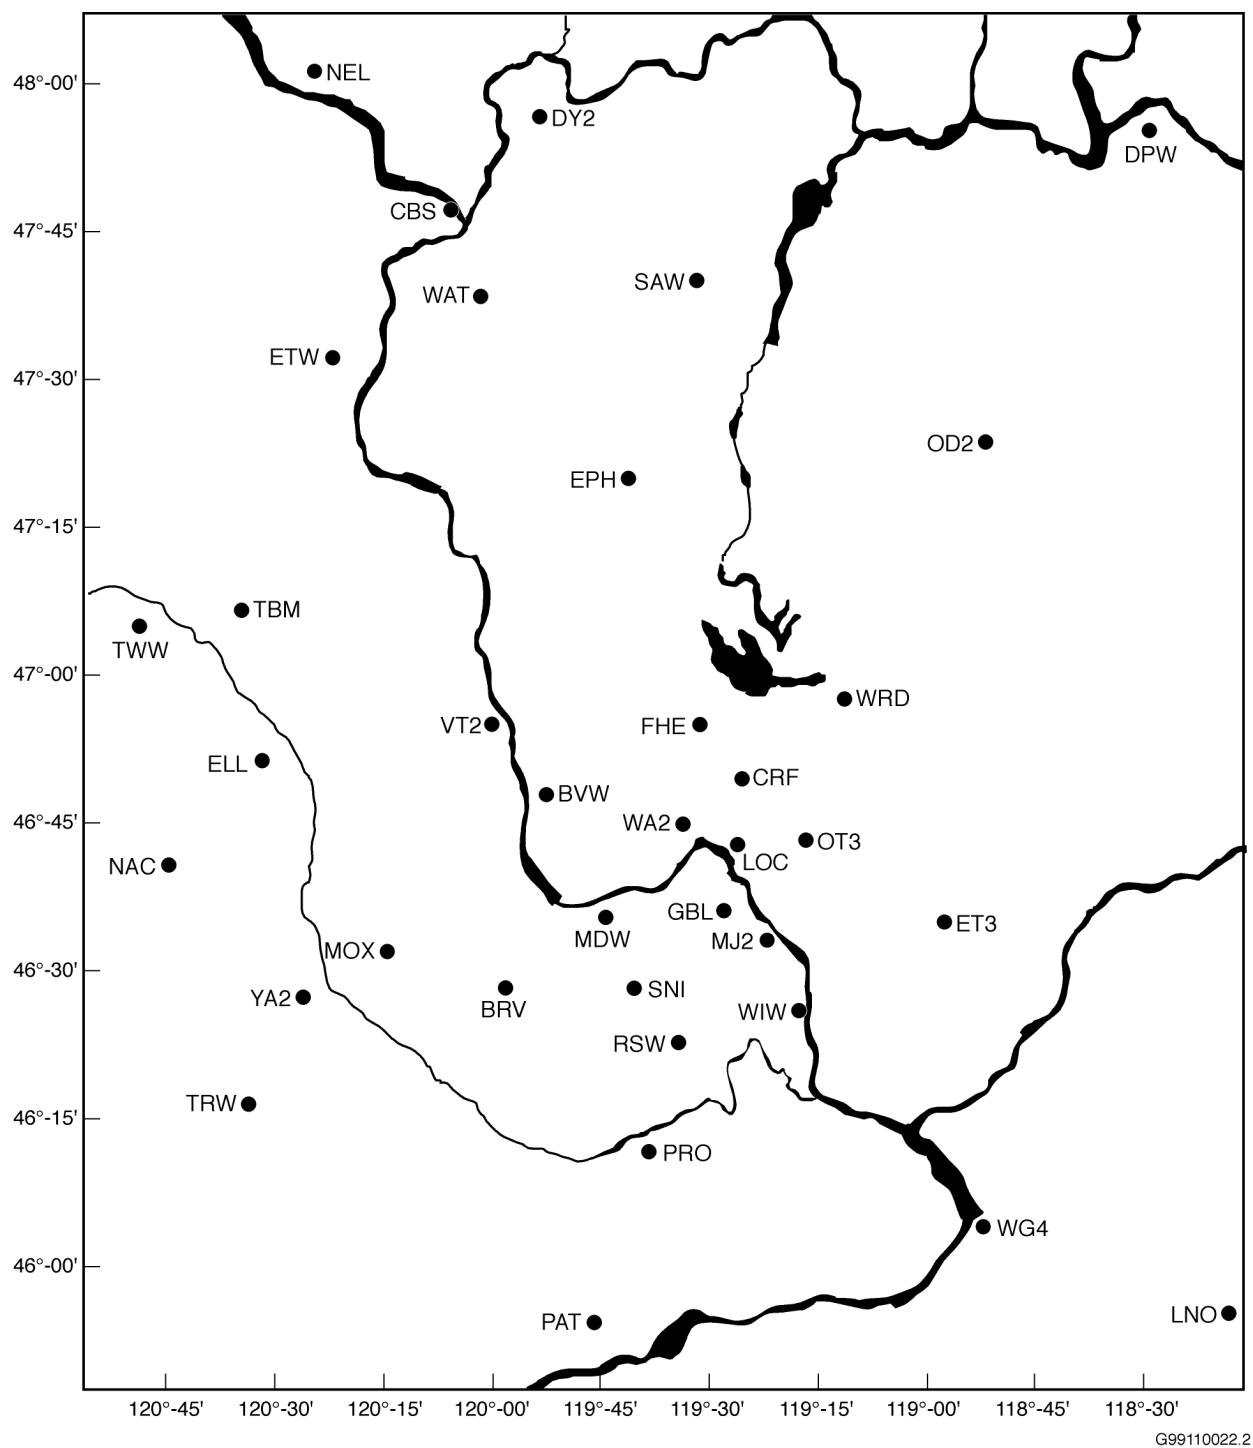 NEL
48°-00'
DY2
DPW
CBS
47°-45'
SAW
WAT
ETW
47°-30'
OD2
EPH
47°-15'
TBM
TWW
47°-00'
WRD
VT2
FHE
ELL
CRF
BVW
46°-45'
WA2
OT3
LOC
NAC
GBL
ET3
MDW
MJ2
MOX
46°-30'
SNI
YA2
BRV
WIW
RSW
TRW
46°-15'
PRO
WG4
46°-00'
LNO
PAT
120°-45' 120°-30' 120°-15' 120°-00' 119°-45' 119°-30' 119°-15' 119°-00' 118°-45' 118°-30'
G99110022.2